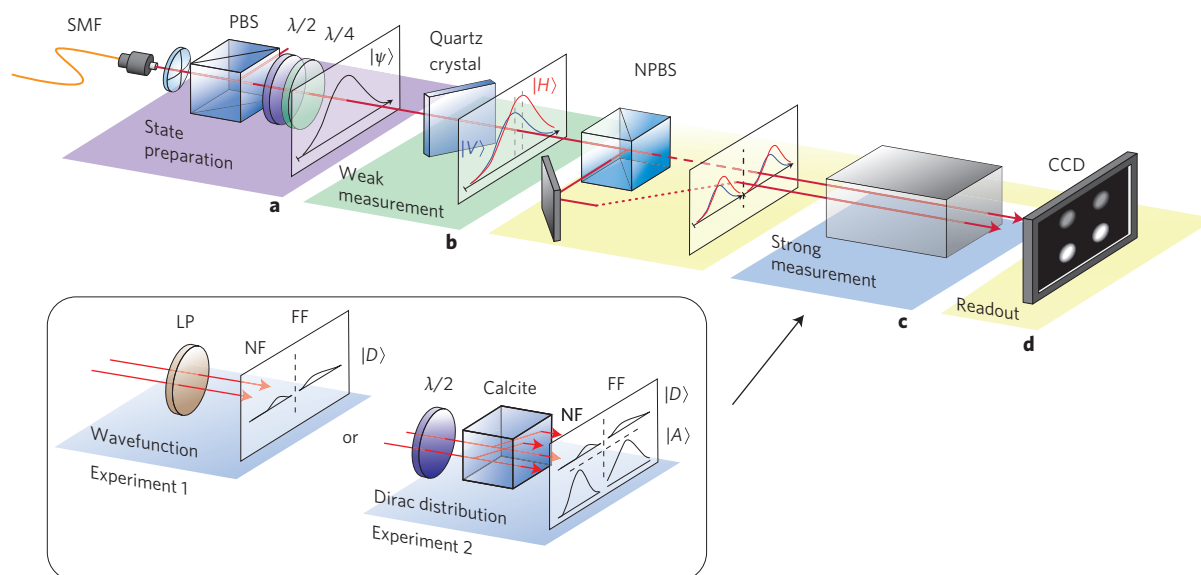 SMF
PBS
λ/2
λ/4
|ψ⟩
Quartz
crystal
|H⟩
|V⟩
NPBS
CCD
State
preparation
a
Weak
measurement
b
Strong
measurement
c
Readout
d
LP
NF
FF
|D⟩
Wavefunction
Experiment 1
or
λ/2
Calcite
NF
FF
|D⟩
|A⟩
Dirac distribution
Experiment 2